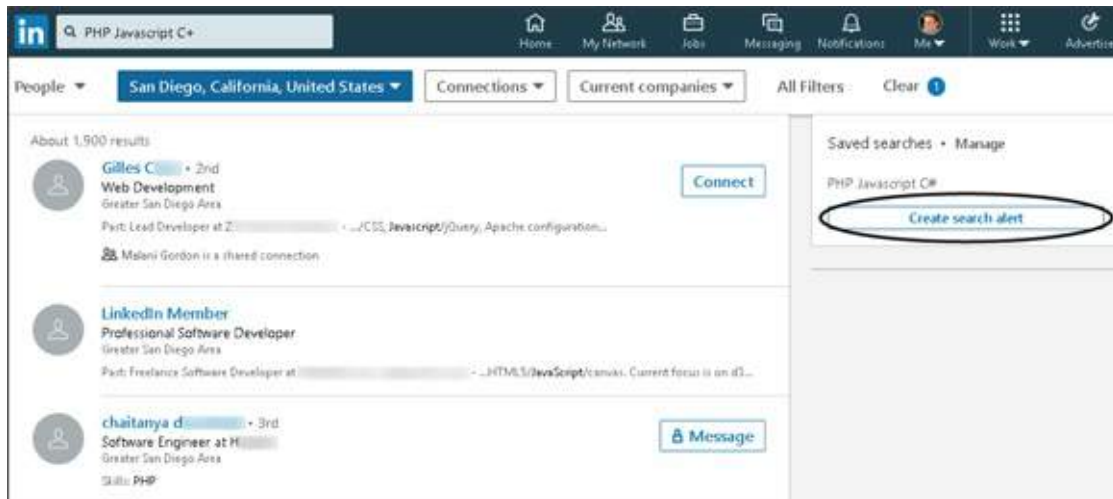 in
PHP Javascript C+
Home
My Network
Jobs
Messaging
Notifications
Me
Work
Advertise
People
San Diego, California, United States
Connections
Current companies
All Filters
Clear 1
About 1,900 results
Gilles C • 2nd
Web Development
Greater San Diego Area
Past: Lead Developer at Z - .../CSS, Javascript/jQuery, Apache configuration...
Malani Gordon is a shared connection
Connect
LinkedIn Member
Professional Software Developer
Greater San Diego Area
Past: Freelance Software Developer at - ...HTML5/JavaScript/canvas. Current focus is on d3...
chaitanya d • 3rd
Software Engineer at H
Greater San Diego Area
Skills: PHP
Message
Saved searches • Manage
PHP Javascript C#
Create search alert